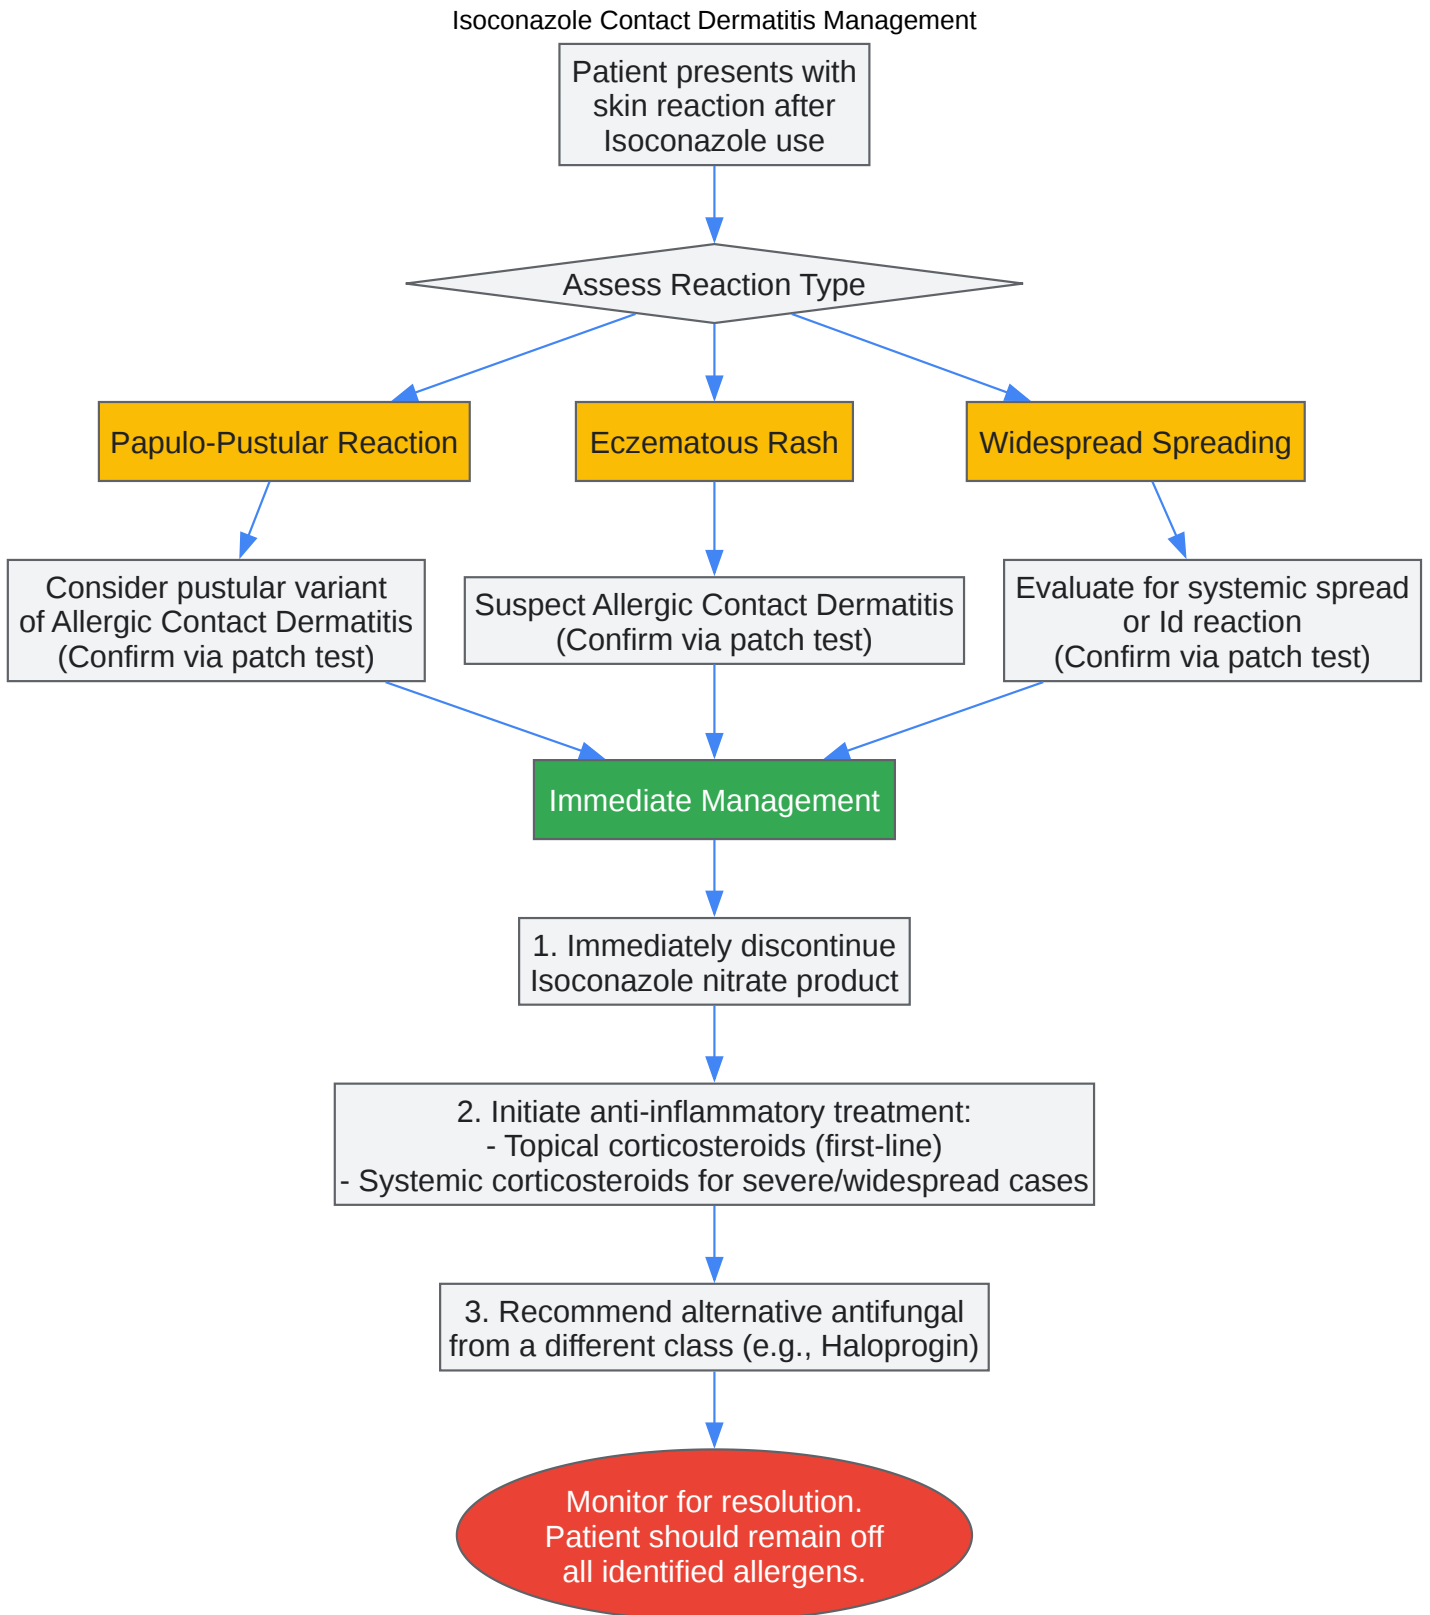 Isoconazole Contact Dermatitis Management
Patient presents with
skin reaction after
Isoconazole use
Assess Reaction Type
Papulo-Pustular Reaction
Eczematous Rash
Widespread Spreading
Consider pustular variant
of Allergic Contact Dermatitis
(Confirm via patch test)
Suspect Allergic Contact Dermatitis
(Confirm via patch test)
Evaluate for systemic spread
or Id reaction
(Confirm via patch test)
Immediate Management
1. Immediately discontinue
Isoconazole nitrate product
2. Initiate anti-inflammatory treatment:
- Topical corticosteroids (first-line)
- Systemic corticosteroids for severe/widespread cases
3. Recommend alternative antifungal
from a different class (e.g., Haloprogin)
Monitor for resolution.
Patient should remain off
all identified allergens.